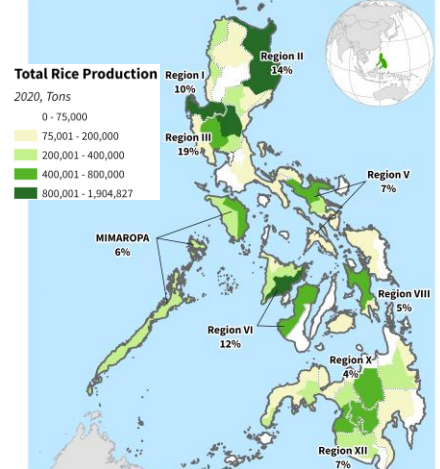 Total Rice Production
2020, Tons
0 - 75,000
75,001 - 200,000
200,001 - 400,000
400,001 - 800,000
800,001 - 1,904,827
Region I
10%
Region II
14%
Region III
19%
Region V
7%
MIMAROPA
6%
Region VI
12%
Region VIII
5%
Region X
4%
Region XII
7%